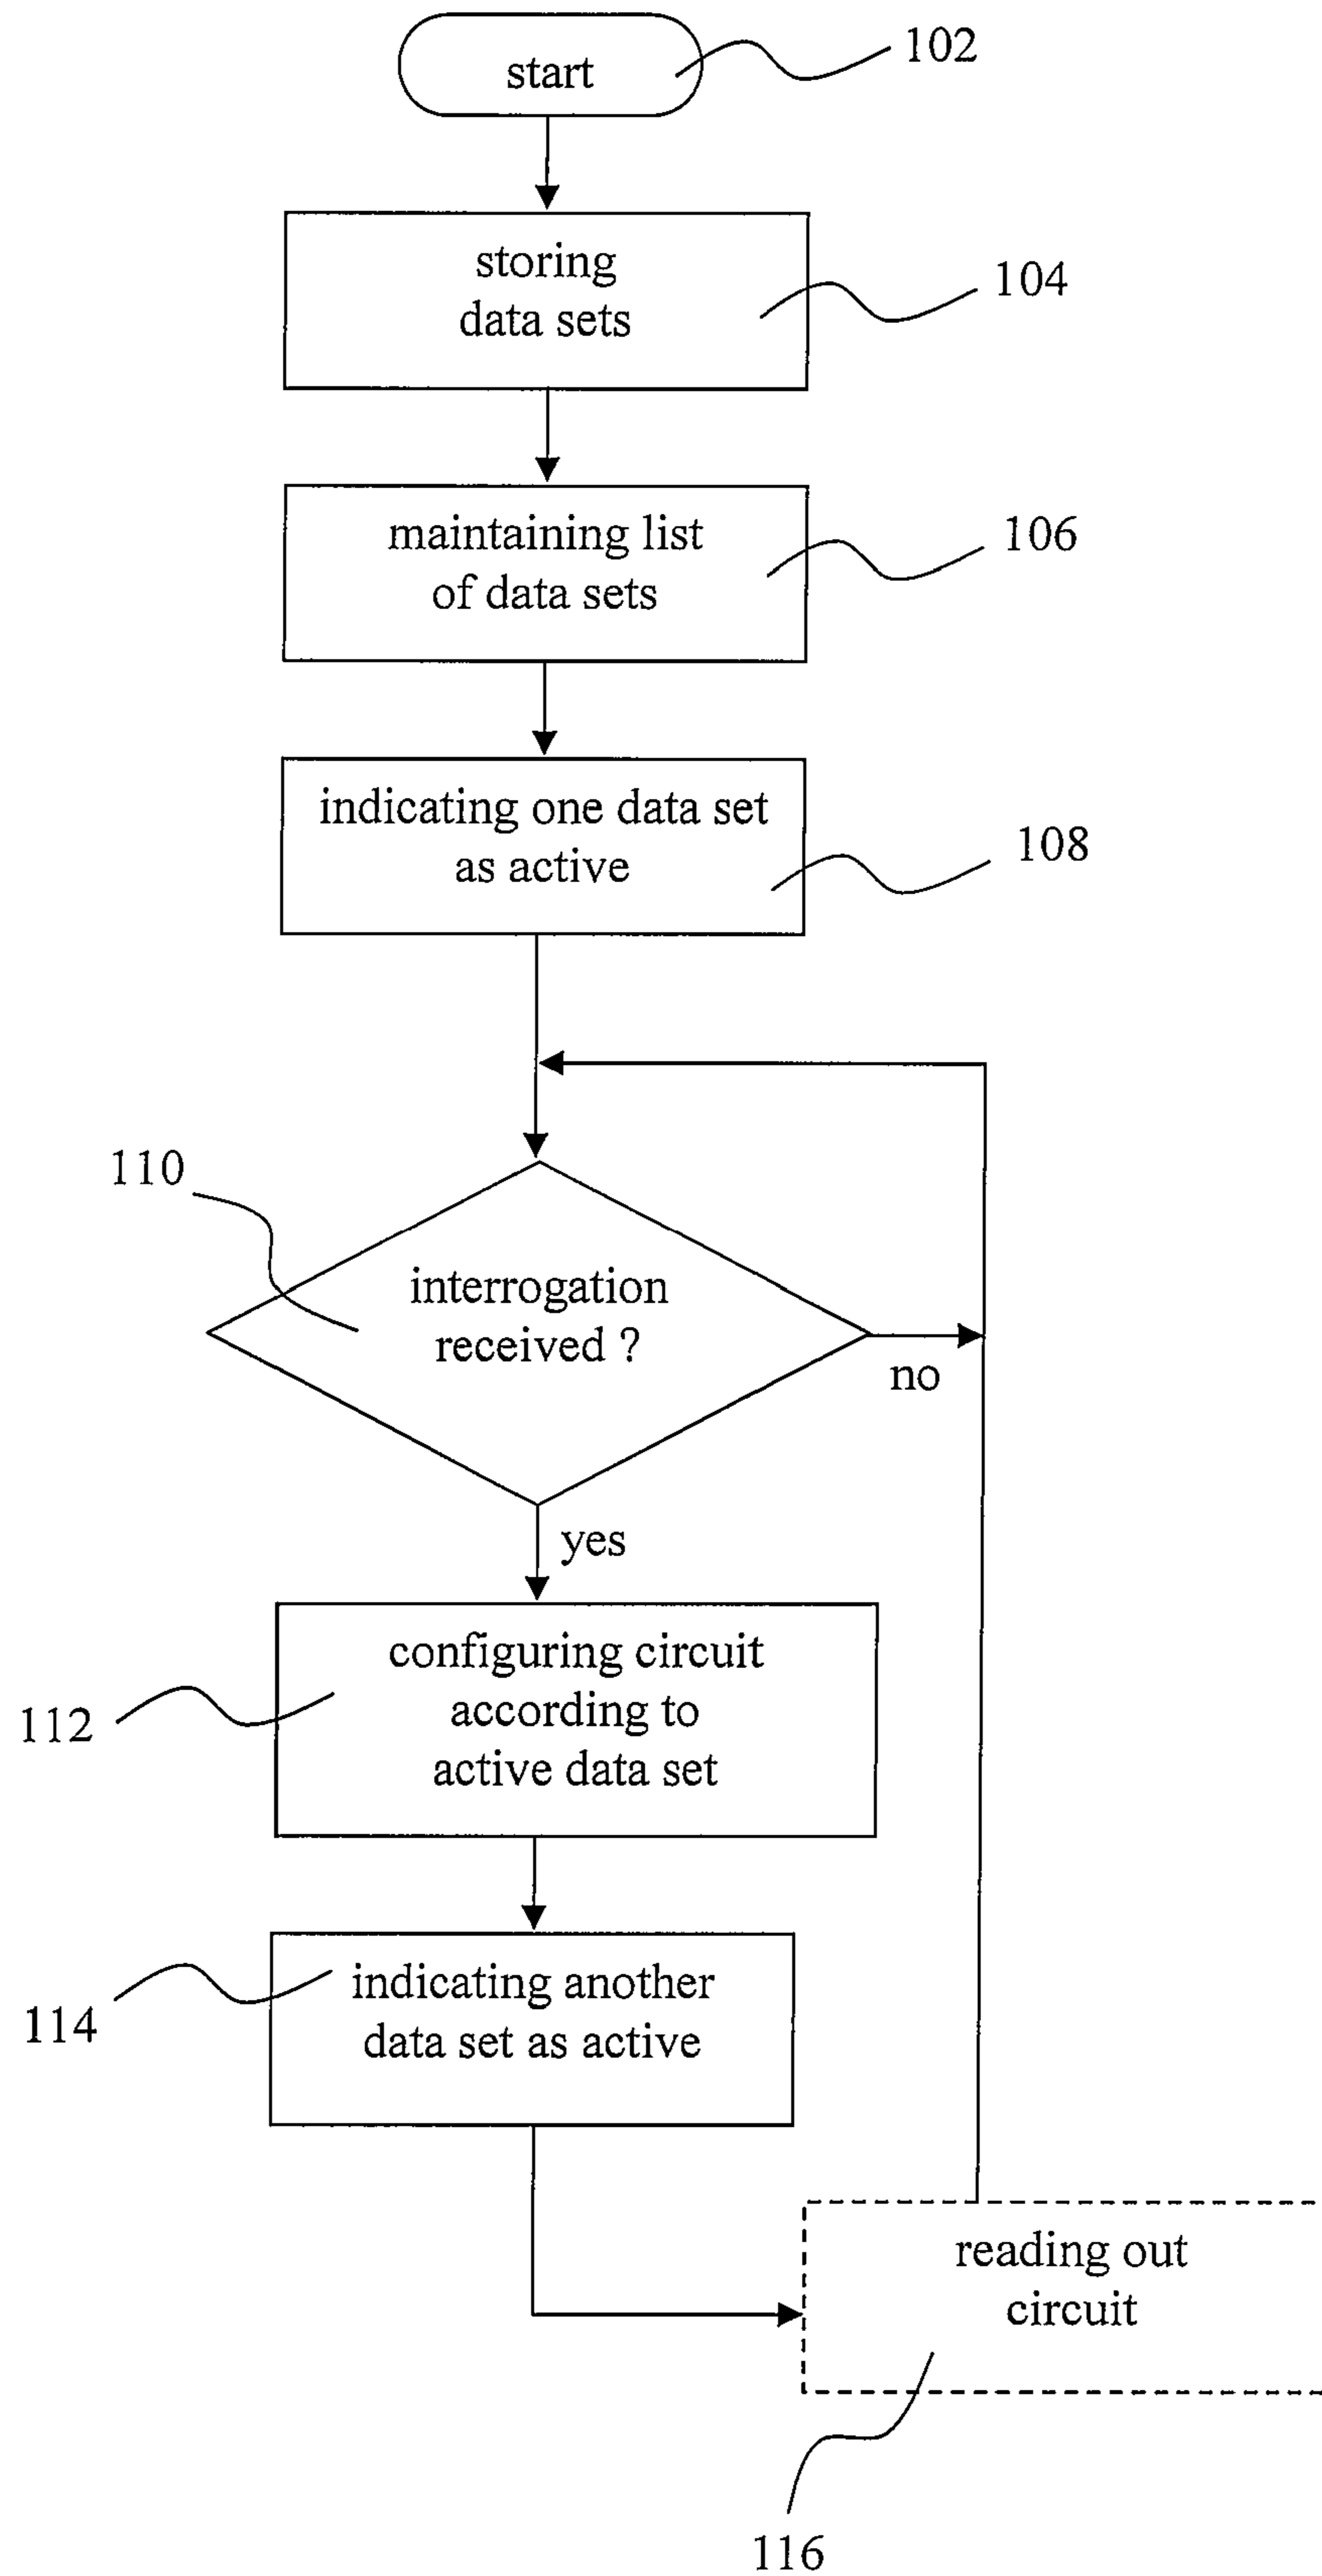 start
102
storing
data sets
104
maintaining list
of data sets
106
indicating one data set
as active
108
110
interrogation
received ?
no
yes
configuring circuit
according to
active data set
112
indicating another
data set as active
114
reading out
circuit
116